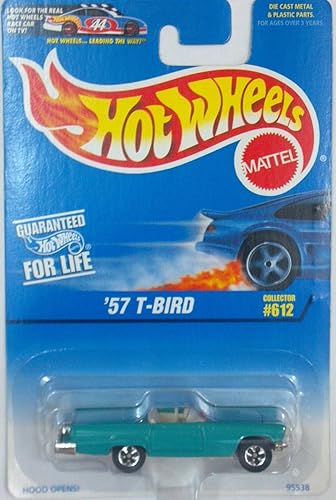 LOOK FOR THE REAL
HOT WHEELS
RACE CAR
ON TV!
44
HOT WHEELS... LEADING THE WAY!
DIE CAST METAL
& PLASTIC PARTS.
FOR AGES OVER 3 YEARS.
HOT WHEELS
MATTEL
GUARANTEED
Hot Wheels
FOR LIFE
'57 T-BIRD
COLLECTOR
#612
HOOD OPENS!
95538